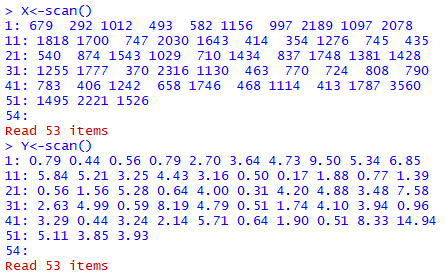 > X<-scan()
1: 679 292 1012 493 582 1156 997 2189 1097 2078
11: 1818 1700 747 2030 1643 414 354 1276 745 435
21: 540 874 1543 1029 710 1434 837 1748 1381 1428
31: 1255 1777 370 2316 1130 463 770 724 808 790
41: 783 406 1242 658 1746 468 1114 413 1787 3560
51: 1495 2221 1526
54:
Read 53 items
> Y<-scan()
1: 0.79 0.44 0.56 0.79 2.70 3.64 4.73 9.50 5.34 6.85
11: 5.84 5.21 3.25 4.43 3.16 0.50 0.17 1.88 0.77 1.39
21: 0.56 1.56 5.28 0.64 4.00 0.31 4.20 4.88 3.48 7.58
31: 2.63 4.99 0.59 8.19 4.79 0.51 1.74 4.10 3.94 0.96
41: 3.29 0.44 3.24 2.14 5.71 0.64 1.90 0.51 8.33 14.94
51: 5.11 3.85 3.93
54:
Read 53 items